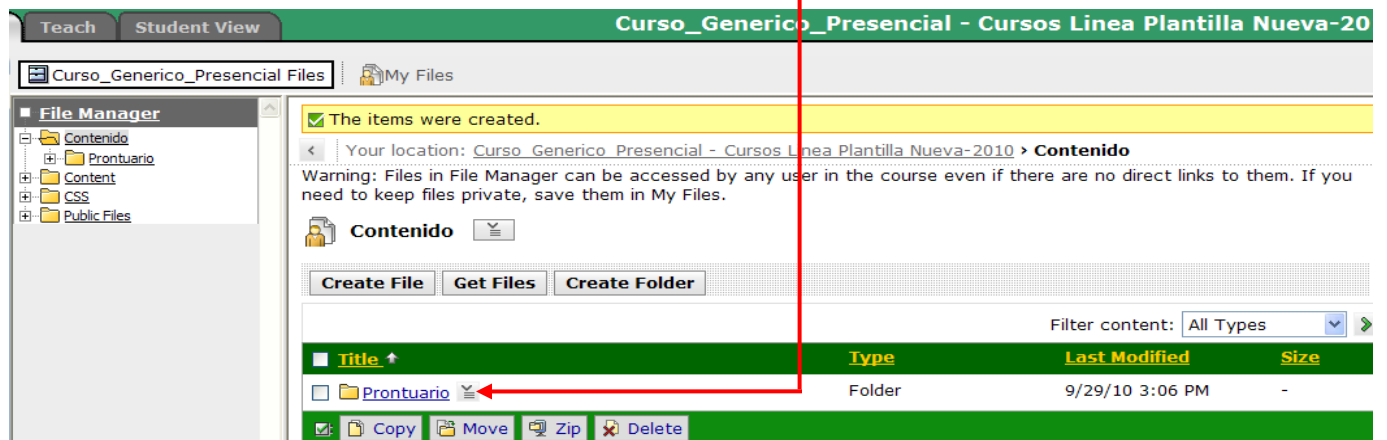 Teach Student View Curso_Generico_Presencial - Cursos Linea Plantilla Nueva-20
Curso_Generico_Presencial Files My Files
File Manager
Contenido
Prontuario
Content
CSS
Public Files
The items were created.
Your location: Curso_Generico_Presencial - Cursos Linea Plantilla Nueva-2010 › Contenido
Warning: Files in File Manager can be accessed by any user in the course even if there are no direct links to them. If you
need to keep files private, save them in My Files.
Contenido
Create File Get Files Create Folder
Filter content: All Types
Title Type Last Modified Size
Prontuario Folder 9/29/10 3:06 PM -
Copy Move Zip Delete